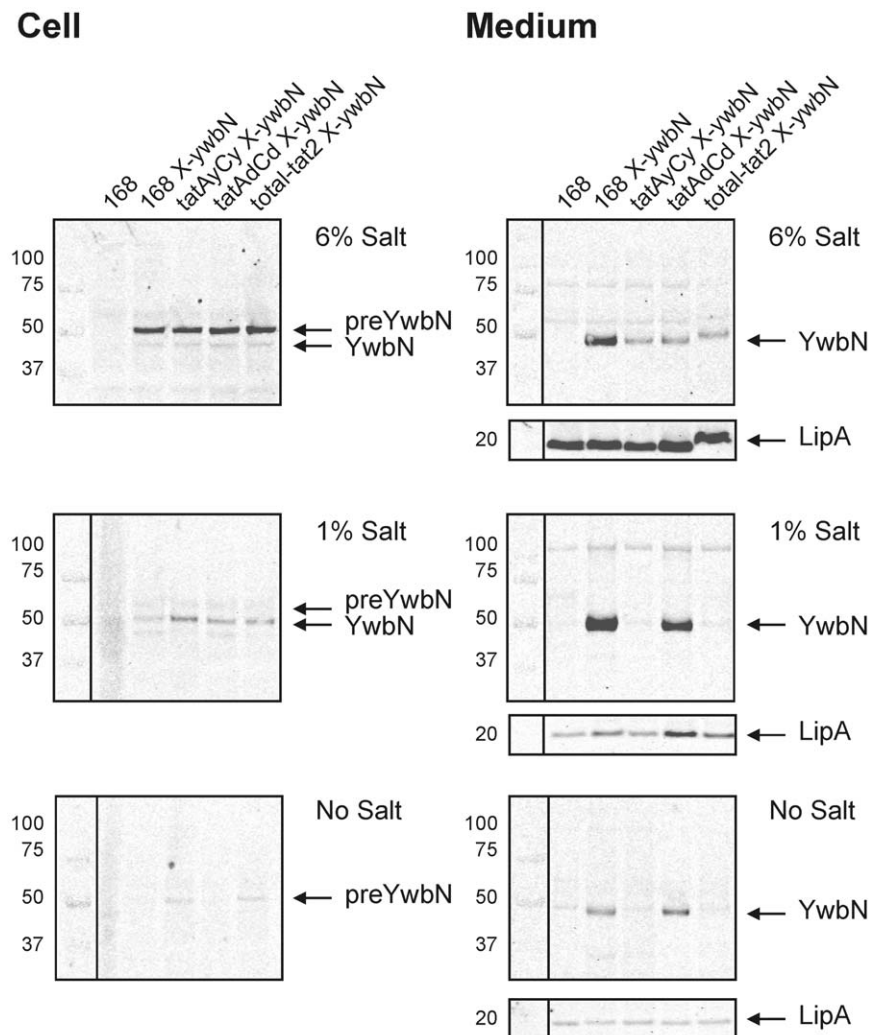 Cell
Medium
168
168 X-ywbN
tatAyCy X-ywbN
tatAdCd X-ywbN
total-tat2 X-ywbN
168
168 X-ywbN
tatAyCy X-ywbN
tatAdCd X-ywbN
total-tat2 X-ywbN
100
75
50
37
6% Salt
preYwbN
YwbN
100
75
50
37
6% Salt
YwbN
20
LipA
100
75
50
37
1% Salt
preYwbN
YwbN
100
75
50
37
1% Salt
YwbN
20
LipA
100
75
50
37
No Salt
preYwbN
100
75
50
37
No Salt
YwbN
20
LipA